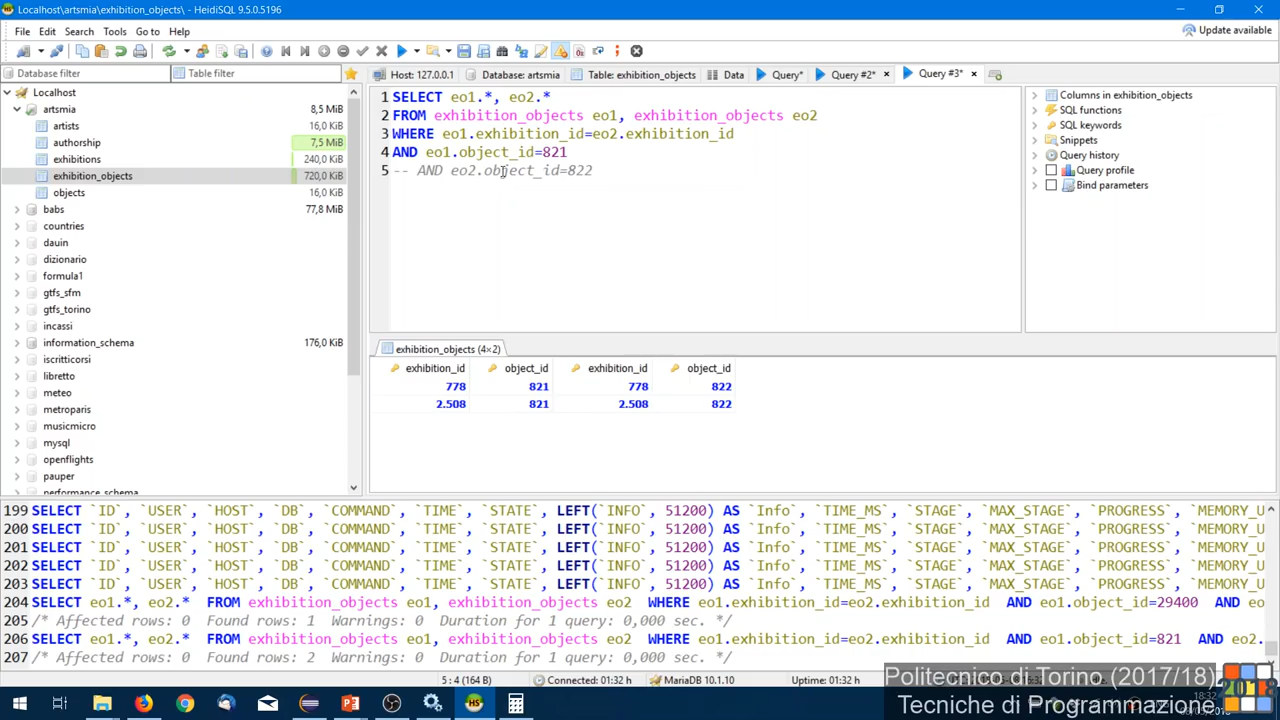 artsmia\exhibition_objects\ - HeidiSQL 9.5.0.5196
File Edit Search Tools Go to Help
Update available
Database filter Table filter Host: 127.0.0.1 Database: artsmia Table: exhibition_objects Data Query* Query #2* Query #3*
Localhost
artsmia 8,5 MiB
artists 16,0 KiB
authorship 7,5 MiB
exhibitions 240,0 KiB
exhibition_objects 720,0 KiB
objects 16,0 KiB
babs 77,8 MiB
countries
dauin
dizionario
formula1
gtfs_sfm
gtfs_torino
incassi
information_schema 176,0 KiB
iscritticorsi
libretto
meteo
metroparis
musicmicro
mysql
openflights
pauper
performance_schema
1 SELECT eo1.*, eo2.*
2 FROM exhibition_objects eo1, exhibition_objects eo2
3 WHERE eo1.exhibition_id=eo2.exhibition_id
4 AND eo1.object_id=821
5 -- AND eo2.object_id=822
Columns in exhibition_objects
SQL functions
SQL keywords
Snippets
Query history
Query profile
Bind parameters
exhibition_objects (4×2)
exhibition_id object_id exhibition_id object_id
778 821 778 822
2.508 821 2.508 822
199 SELECT `ID`, `USER`, `HOST`, `DB`, `COMMAND`, `TIME`, `STATE`, LEFT(`INFO`, 51200) AS `Info`, `TIME_MS`, `STAGE`, `MAX_STAGE`, `PROGRESS`, `MEMORY_U
200 SELECT `ID`, `USER`, `HOST`, `DB`, `COMMAND`, `TIME`, `STATE`, LEFT(`INFO`, 51200) AS `Info`, `TIME_MS`, `STAGE`, `MAX_STAGE`, `PROGRESS`, `MEMORY_U
201 SELECT `ID`, `USER`, `HOST`, `DB`, `COMMAND`, `TIME`, `STATE`, LEFT(`INFO`, 51200) AS `Info`, `TIME_MS`, `STAGE`, `MAX_STAGE`, `PROGRESS`, `MEMORY_U
202 SELECT `ID`, `USER`, `HOST`, `DB`, `COMMAND`, `TIME`, `STATE`, LEFT(`INFO`, 51200) AS `Info`, `TIME_MS`, `STAGE`, `MAX_STAGE`, `PROGRESS`, `MEMORY_U
203 SELECT `ID`, `USER`, `HOST`, `DB`, `COMMAND`, `TIME`, `STATE`, LEFT(`INFO`, 51200) AS `Info`, `TIME_MS`, `STAGE`, `MAX_STAGE`, `PROGRESS`, `MEMORY_U
204 SELECT eo1.*, eo2.* FROM exhibition_objects eo1, exhibition_objects eo2 WHERE eo1.exhibition_id=eo2.exhibition_id AND eo1.object_id=29400 AND eo
205 /* Affected rows: 0 Found rows: 1 Warnings: 0 Duration for 1 query: 0,000 sec. */
206 SELECT eo1.*, eo2.* FROM exhibition_objects eo1, exhibition_objects eo2 WHERE eo1.exhibition_id=eo2.exhibition_id AND eo1.object_id=821 AND eo2.
207 /* Affected rows: 0 Found rows: 2 Warnings: 0 Duration for 1 query: 0,000 sec. */
5 : 4 (164 B) Connected: 01:32 h MariaDB 10.1.10 Uptime: 01:32 h
Politecnico di Torino (2017/18)
Tecniche di Programmazione
18:32
2018